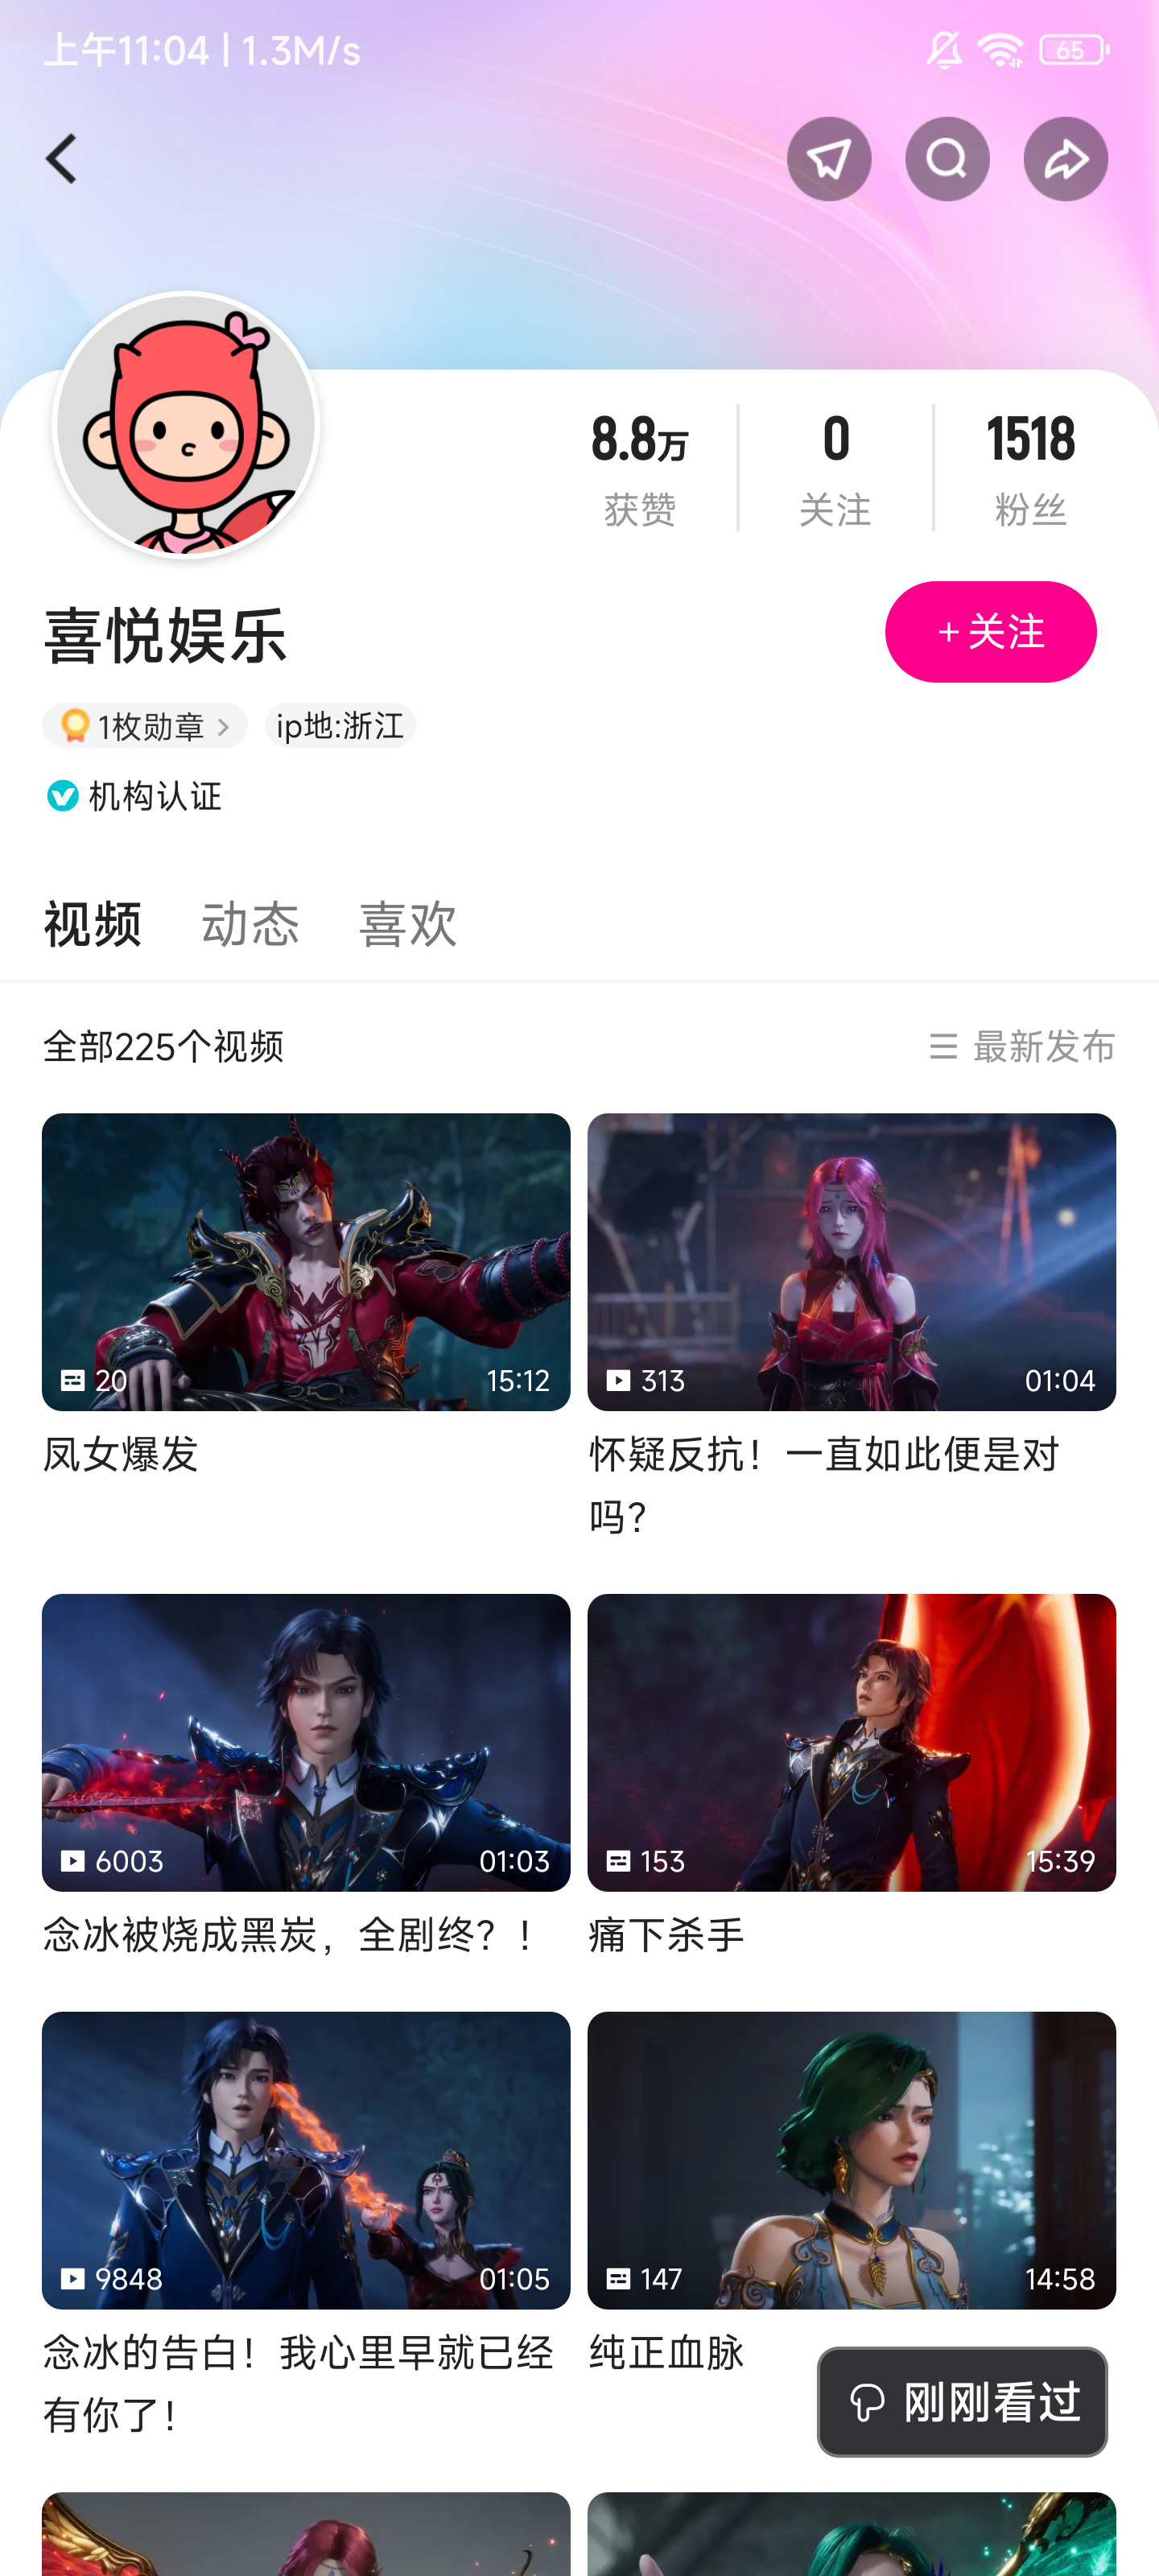 上午11:04 | 1.3M/s
65
8.8万
0
1518
获赞
关注
粉丝
喜悦娱乐
+关注
1枚勋章
ip地:浙江
机构认证
视频
动态
喜欢
全部225个视频
最新发布
20
15:12
313
01:04
凤女爆发
怀疑反抗！一直如此便是对
吗？
6003
01:03
153
15:39
念冰被烧成黑炭，全剧终？！
痛下杀手
9848
01:05
147
14:58
念冰的告白！我心里早就已经
有你了！
纯正血脉
刚刚看过